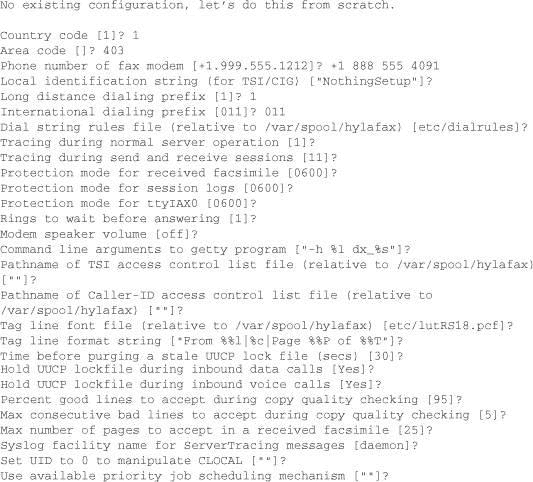 No existing configuration, let's do this from scratch.
Country code [1]? 1
Area code []? 403
Phone number of fax modem [+1.999.555.1212]? +1 888 555 4091
Local identification string (for TSI/CIG) ["NothingSetup"]?
Long distance dialing prefix [1]? 1
International dialing prefix [011]? 011
Dial string rules file (relative to /var/spool/hylafax) [etc/dialrules]?
Tracing during normal server operation [1]?
Tracing during send and receive sessions [11]?
Protection mode for received facsimile [0600]?
Protection mode for session logs [0600]?
Protection mode for ttyIAX0 [0600]?
Rings to wait before answering [1]?
Modem speaker volume [off]?
Command line arguments to getty program ["-h %l dx_%s"]?
Pathname of TSI access control list file (relative to /var/spool/hylafax)
[""]?
Pathname of Caller-ID access control list file (relative to
/var/spool/hylafax) [""]?
Tag line font file (relative to /var/spool/hylafax) [etc/lutRS18.pcf]?
Tag line format string ["From %%l|%c|Page %%P of %%T"]?
Time before purging a stale UUCP lock file (secs) [30]?
Hold UUCP lockfile during inbound data calls [Yes]?
Hold UUCP lockfile during inbound voice calls [Yes]?
Percent good lines to accept during copy quality checking [95]?
Max consecutive bad lines to accept during copy quality checking [5]?
Max number of pages to accept in a received facsimile [25]?
Syslog facility name for ServerTracing messages [daemon]?
Set UID to 0 to manipulate CLOCAL [""]?
Use available priority job scheduling mechanism [""]?